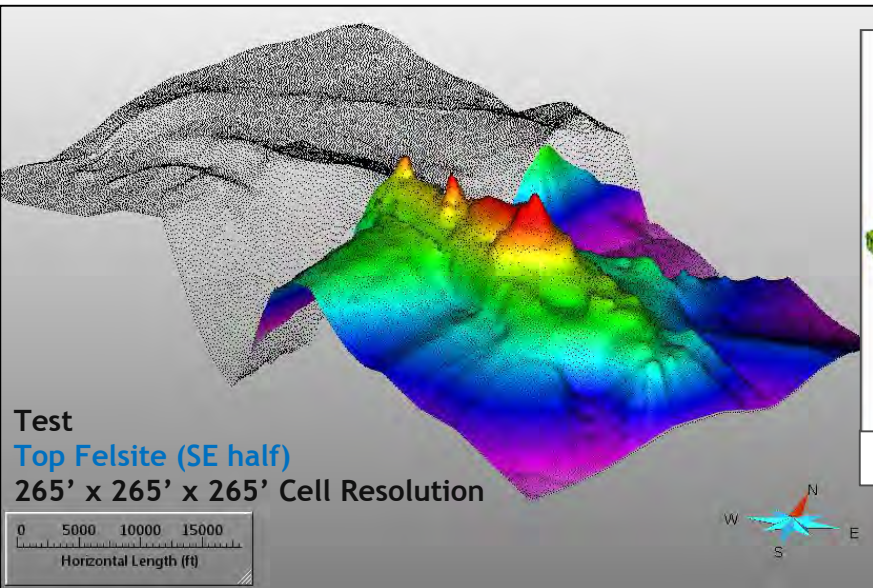 Test
Top Felsite (SE half)
265’ x 265’ x 265’ Cell Resolution
0 5000 10000 15000
Horizontal Length (ft)
N
W
E
S